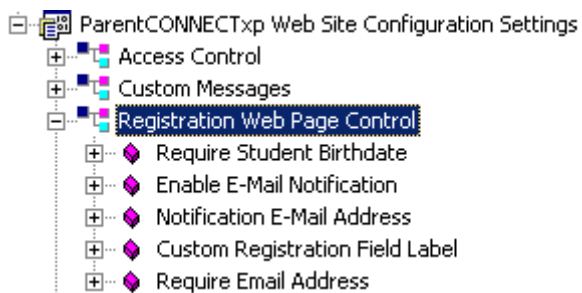 ParentCONNECTxp Web Site Configuration Settings
Access Control
Custom Messages
Registration Web Page Control
Require Student Birthdate
Enable E-Mail Notification
Notification E-Mail Address
Custom Registration Field Label
Require Email Address